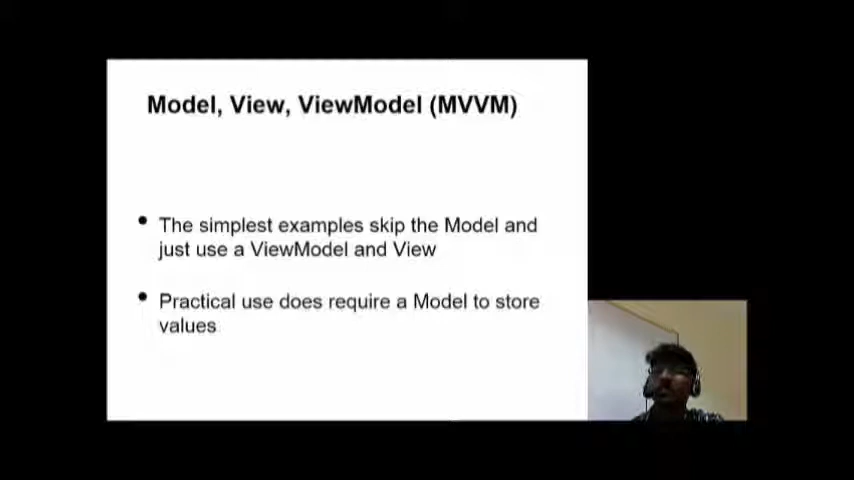 Model, View, ViewModel (MVVM)
• The simplest examples skip the Model and
just use a ViewModel and View
• Practical use does require a Model to store
values